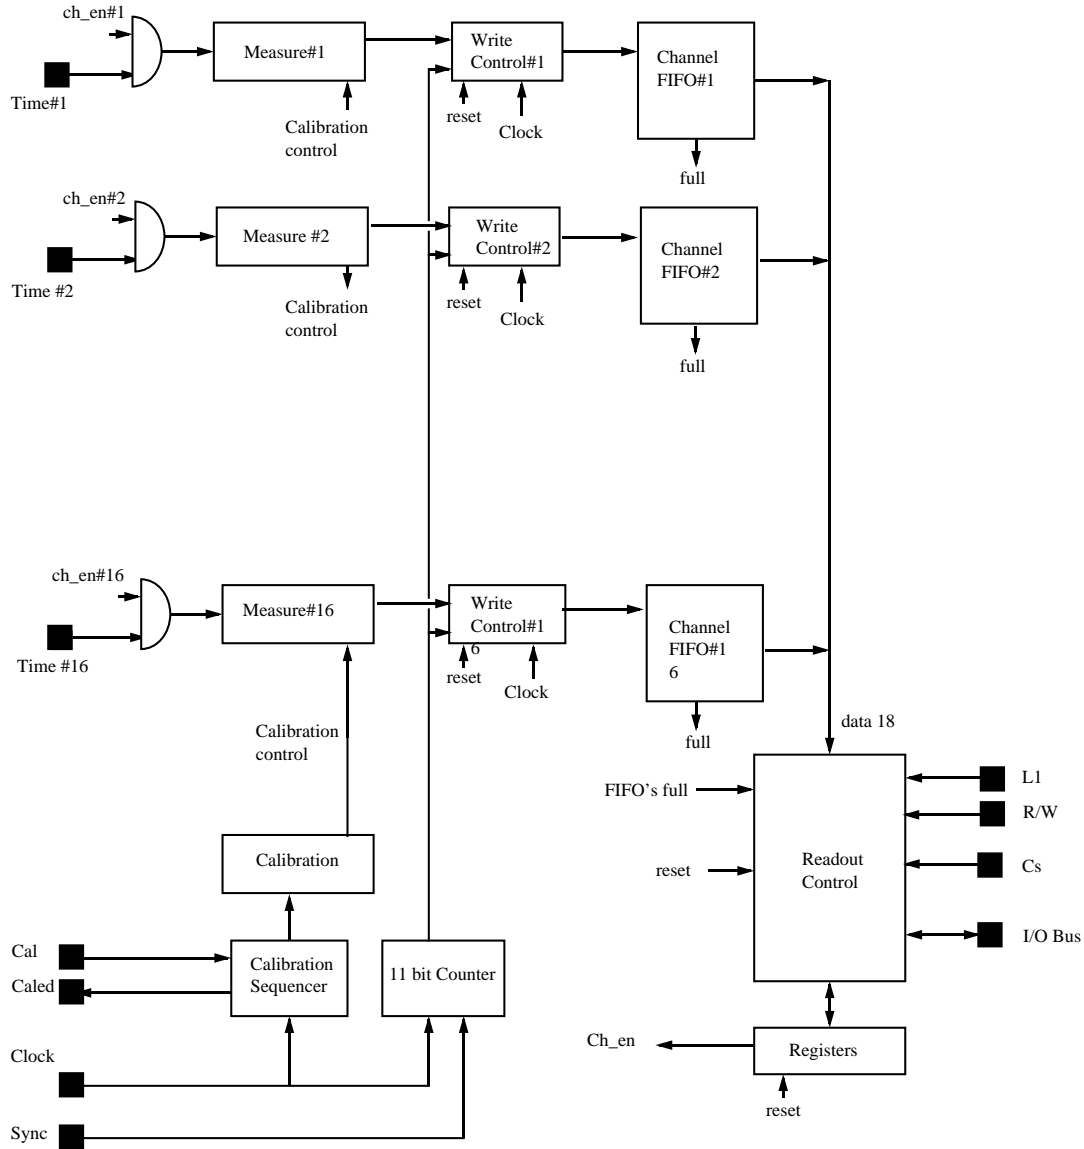 ch_en#1
Time#1
Measure#1
Calibration
control
Write
Control#1
reset
Clock
Channel
FIFO#1
full
ch_en#2
Time #2
Measure #2
Calibration
control
Write
Control#2
reset
Clock
Channel
FIFO#2
full
ch_en#16
Time #16
Measure#16
Write
Control#1
6
reset
Clock
Channel
FIFO#1
6
full
data 18
Calibration
control
FIFO's full
reset
Readout
Control
L1
R/W
Cs
I/O Bus
Calibration
Cal
Caled
Calibration
Sequencer
11 bit Counter
Clock
Sync
Ch_en
Registers
reset